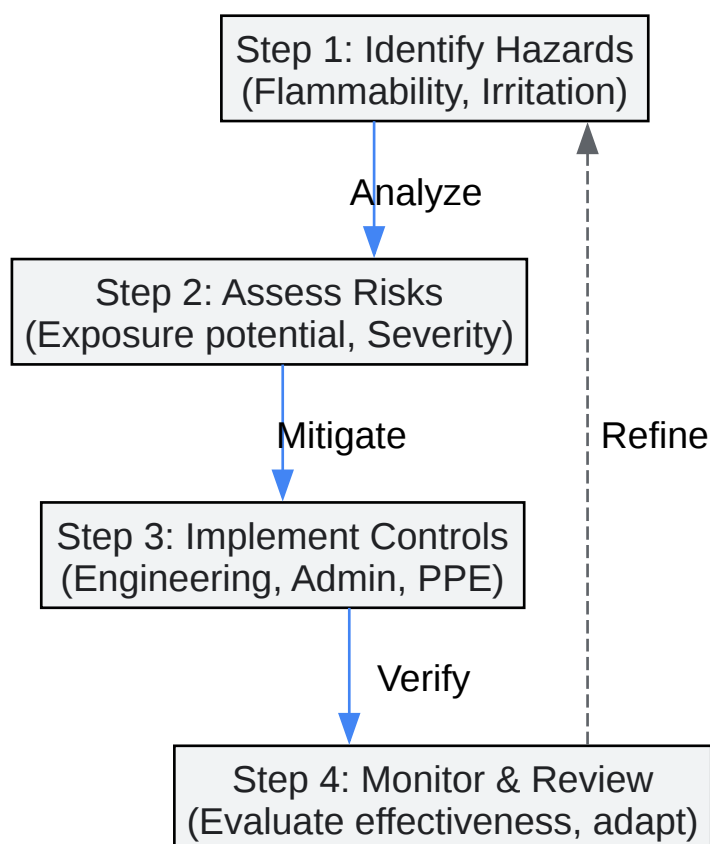 Step 1: Identify Hazards
(Flammability, Irritation)
Analyze
Step 2: Assess Risks
(Exposure potential, Severity)
Mitigate
Refine
Step 3: Implement Controls
(Engineering, Admin, PPE)
Verify
Step 4: Monitor & Review
(Evaluate effectiveness, adapt)